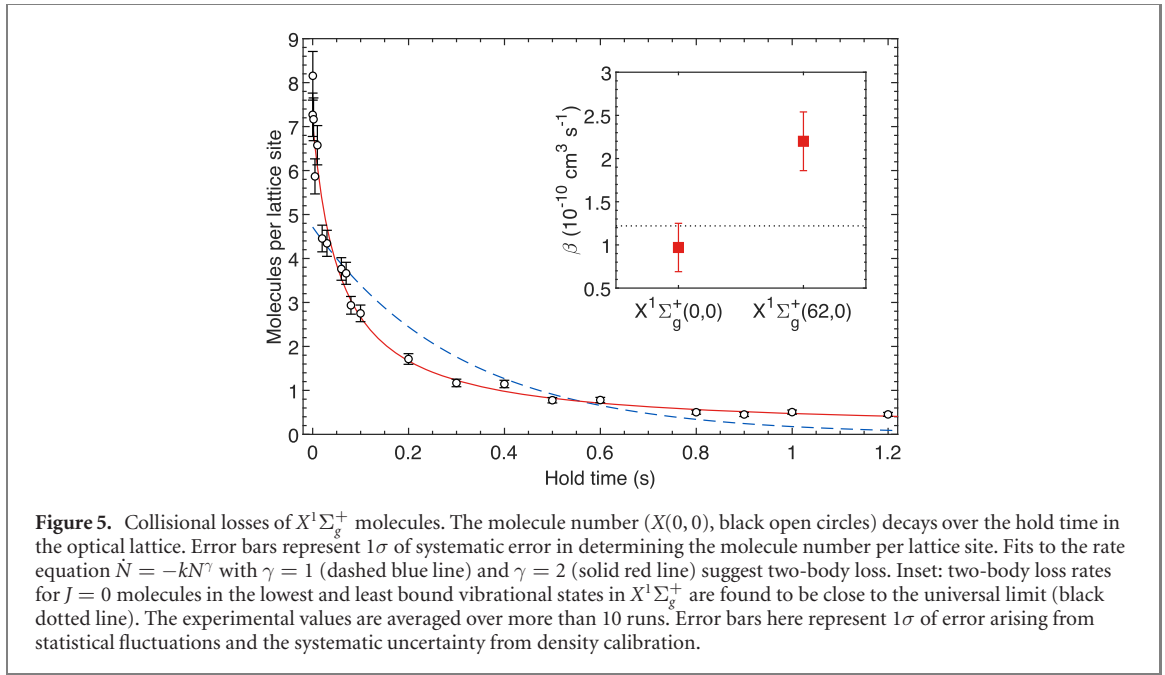 9
8
7
6
5
4
3
2
1
0
Molecules per lattice site
0 0.2 0.4 0.6 0.8 1 1.2
Hold time (s)
3
2.5
2
1.5
1
0.5
β (10⁻¹⁰ cm³ s⁻¹)
X¹Σg⁺(0,0) X¹Σg⁺(62,0)
Figure 5. Collisional losses of X¹Σg⁺ molecules. The molecule number (X(0, 0), black open circles) decays over the hold time in
the optical lattice. Error bars represent 1σ of systematic error in determining the molecule number per lattice site. Fits to the rate
equation Ṅ = −kN^γ with γ = 1 (dashed blue line) and γ = 2 (solid red line) suggest two-body loss. Inset: two-body loss rates
for J = 0 molecules in the lowest and least bound vibrational states in X¹Σg⁺ are found to be close to the universal limit (black
dotted line). The experimental values are averaged over more than 10 runs. Error bars here represent 1σ of error arising from
statistical fluctuations and the systematic uncertainty from density calibration.